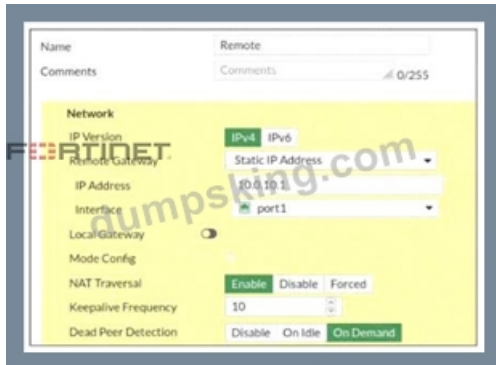 Name Remote
Comments Comments 0/255
Network
IP Version IPv4 IPv6
FORTINET
Remote Gateway Static IP Address
IP Address 10.0.10.1
Interface port1
dumpsking.com
Local Gateway
Mode Config
NAT Traversal Enable Disable Forced
Keepalive Frequency 10
Dead Peer Detection Disable On Idle On Demand